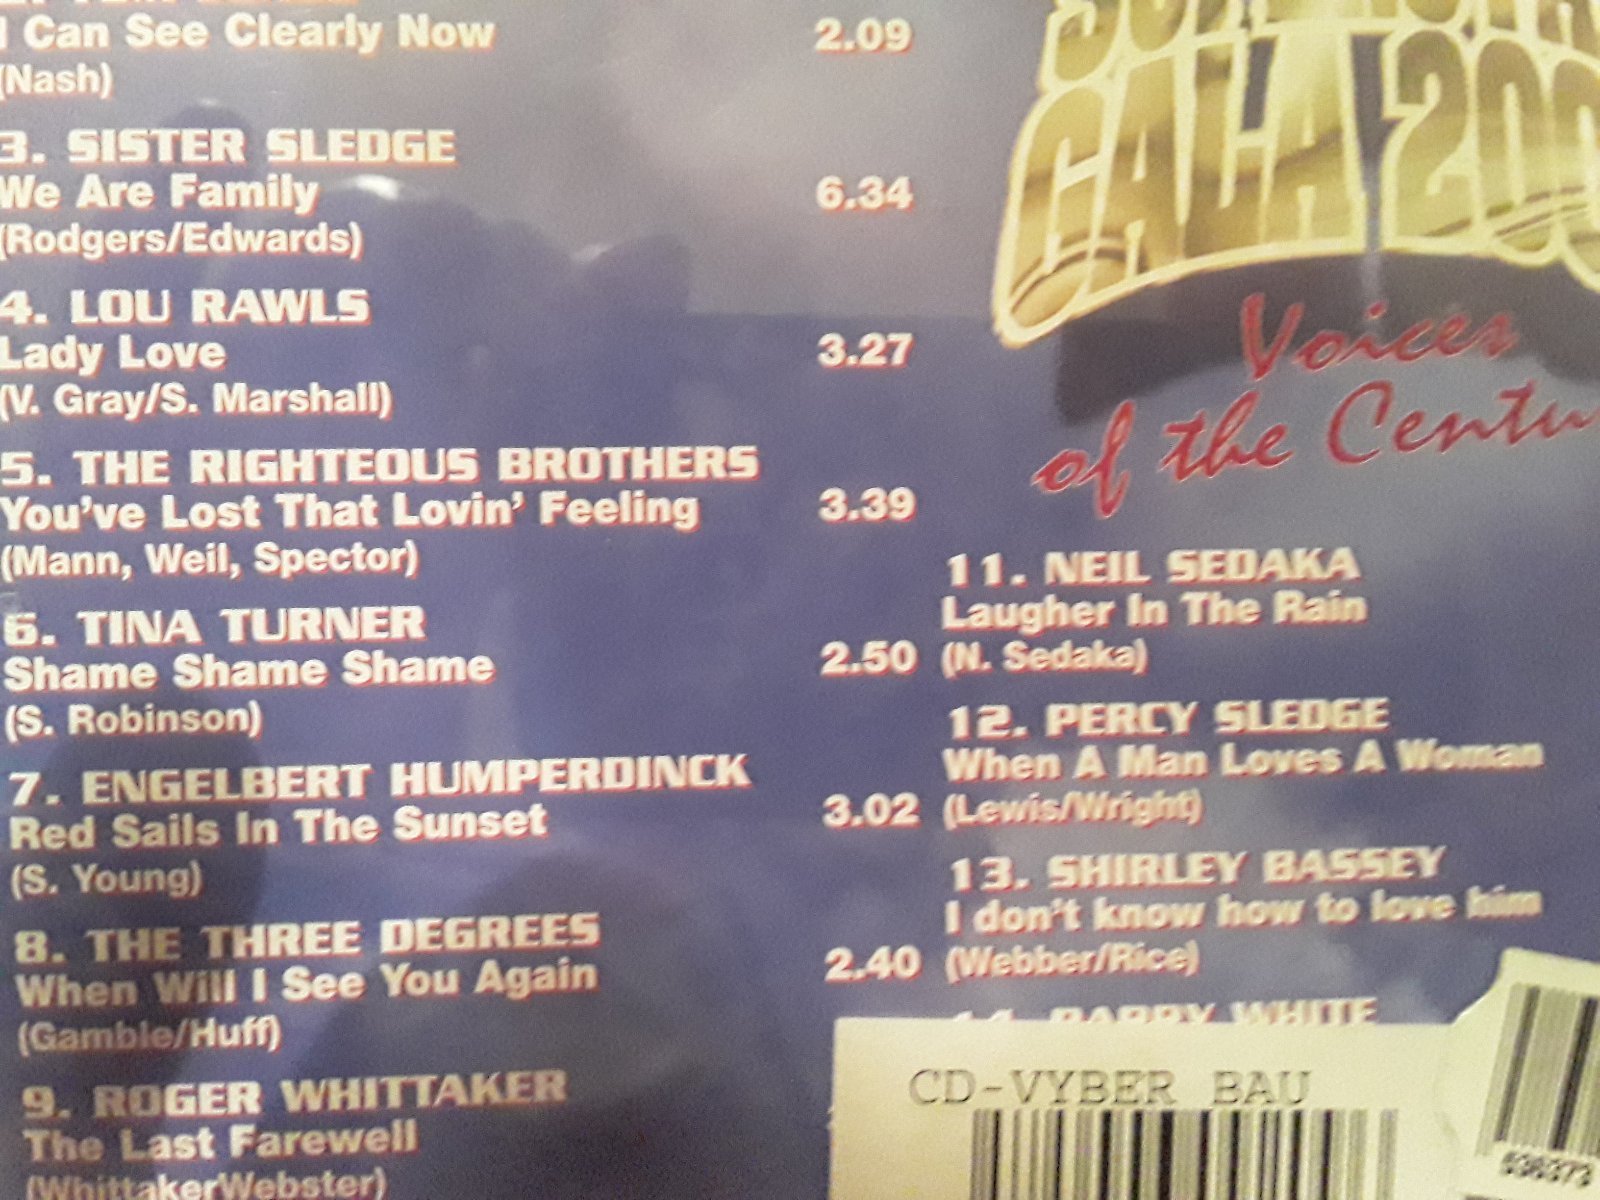 I Can See Clearly Now 2.09
(Nash)
3. SISTER SLEDGE
We Are Family 6.34
(Rodgers/Edwards)
4. LOU RAWLS
Lady Love 3.27
(V. Gray/S. Marshall)
5. THE RIGHTEOUS BROTHERS
You've Lost That Lovin' Feeling 3.39
(Mann, Weil, Spector)
6. TINA TURNER
Shame Shame Shame 2.50
(S. Robinson)
7. ENGELBERT HUMPERDINCK
Red Sails In The Sunset 3.02
(S. Young)
8. THE THREE DEGREES
When Will I See You Again 2.40
(Gamble/Huff)
9. ROGER WHITTAKER
The Last Farewell
(WhittakerWebster)
GALA 200
Voices
of the Centu
11. NEIL SEDAKA
Laugher In The Rain
(N. Sedaka)
12. PERCY SLEDGE
When A Man Loves A Woman
(Lewis/Wright)
13. SHIRLEY BASSEY
I don't know how to love him
(Webber/Rice)
14. BARRY WHITE
CD-VYBER BAU